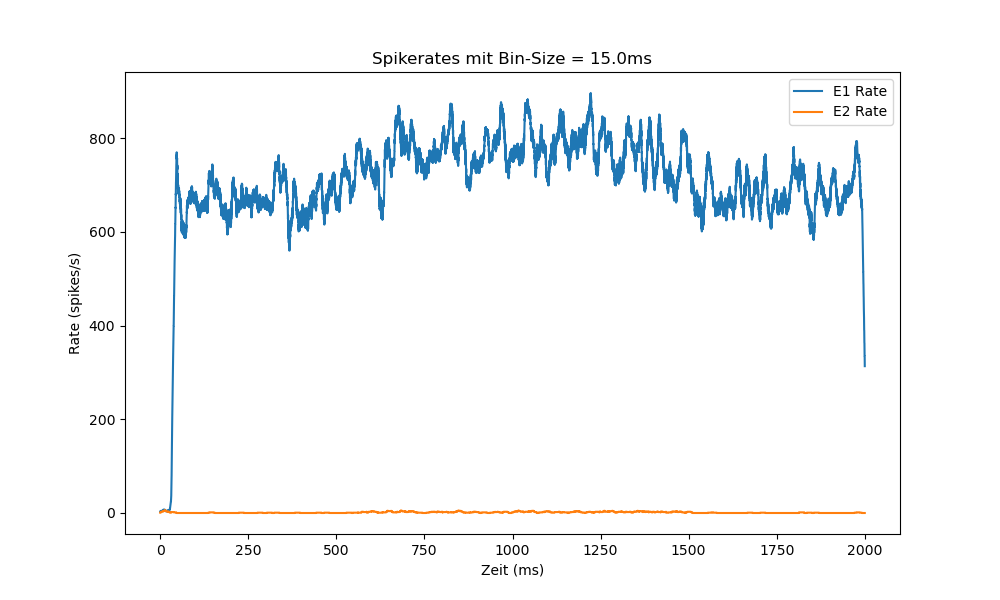 Spikerates mit Bin-Size = 15.0ms
E1 Rate
E2 Rate
800
600
400
200
0
Rate (spikes/s)
0 250 500 750 1000 1250 1500 1750 2000
Zeit (ms)